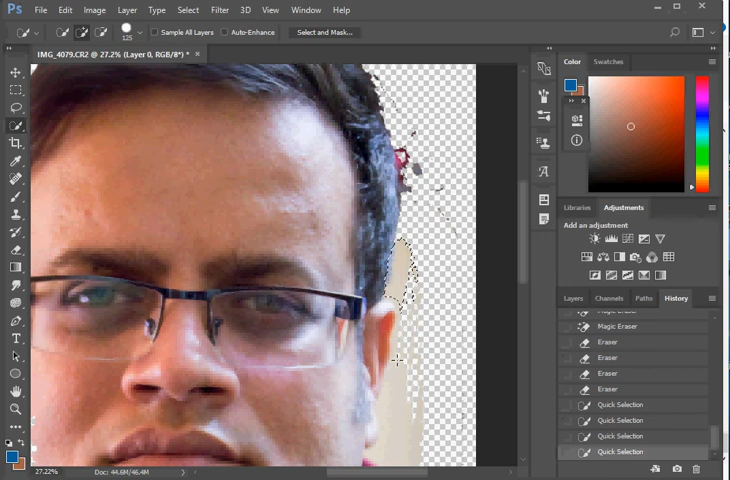 Ps File Edit Image Layer Type Select Filter 3D View Window Help
125 Sample All Layers Auto-Enhance Select and Mask...
IMG_4079.CR2 @ 27.2% (Layer 0, RGB/8*) * ×
Color Swatches
Libraries Adjustments
Add an adjustment
Layers Channels Paths History
Magic Eraser
Magic Eraser
Eraser
Eraser
Eraser
Eraser
Quick Selection
Quick Selection
Quick Selection
Quick Selection
27.22% Doc: 44.6M/46.4M